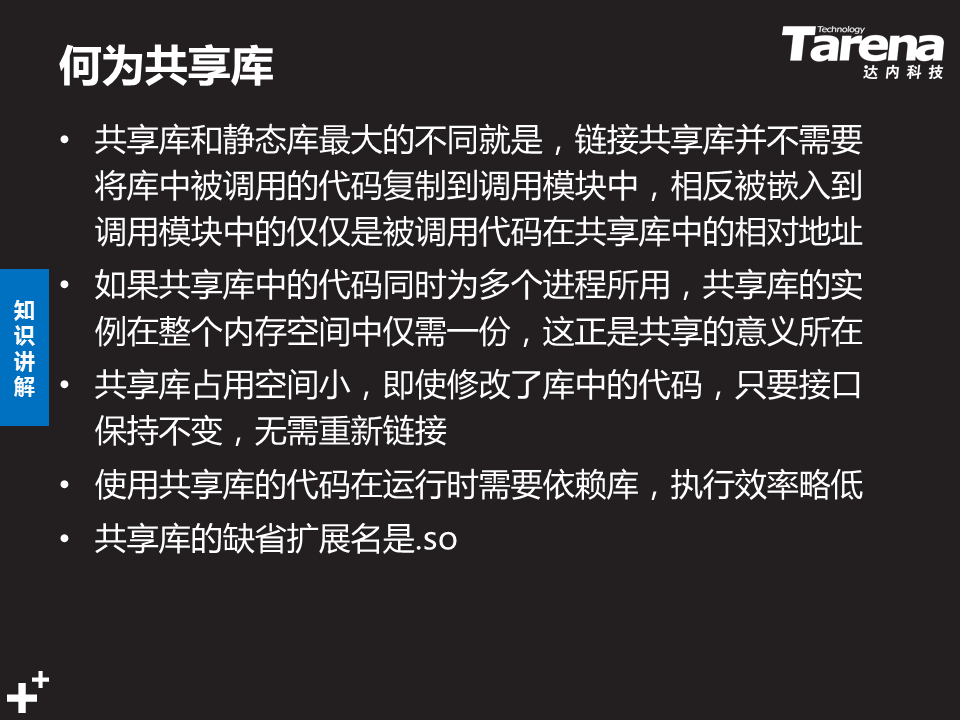 何为共享库
Technology
Tarena
达内科技
• 共享库和静态库最大的不同就是，链接共享库并不需要
将库中被调用的代码复制到调用模块中，相反被嵌入到
调用模块中的仅仅是被调用代码在共享库中的相对地址
• 如果共享库中的代码同时为多个进程所用，共享库的实
例在整个内存空间中仅需一份，这正是共享的意义所在
• 共享库占用空间小，即使修改了库中的代码，只要接口
保持不变，无需重新链接
• 使用共享库的代码在运行时需要依赖库，执行效率略低
• 共享库的缺省扩展名是.so
知
识
讲
解